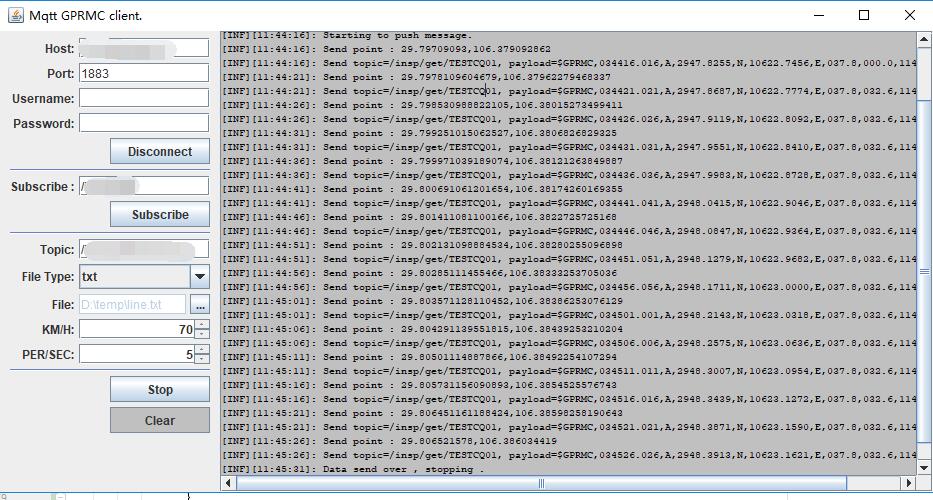 Mqtt GPRMC client.
Host:
Port: 1883
Username:
Password:
Disconnect
Subscribe : /
Subscribe
Topic: /
File Type: txt
File: D:\temp\line.txt ...
KM/H: 70
PER/SEC: 5
Stop
Clear
[INF][11:44:16]: Starting to push message.
[INF][11:44:16]: Send point : 29.79709093,106.379092862
[INF][11:44:16]: Send topic=/insp/get/TESTCQ01, payload=$GPRMC,034416.016,A,2947.8255,N,10622.7456,E,037.8,000.0,114
[INF][11:44:21]: Send point : 29.7978109604679,106.37962279468337
[INF][11:44:21]: Send topic=/insp/get/TESTCQ01, payload=$GPRMC,034421.021,A,2947.8687,N,10622.7774,E,037.8,032.6,114
[INF][11:44:26]: Send point : 29.798530988822105,106.38015273499411
[INF][11:44:26]: Send topic=/insp/get/TESTCQ01, payload=$GPRMC,034426.026,A,2947.9119,N,10622.8092,E,037.8,032.6,114
[INF][11:44:31]: Send point : 29.799251015062527,106.3806826829325
[INF][11:44:31]: Send topic=/insp/get/TESTCQ01, payload=$GPRMC,034431.031,A,2947.9551,N,10622.8410,E,037.8,032.6,114
[INF][11:44:36]: Send point : 29.799971039189074,106.38121263849887
[INF][11:44:36]: Send topic=/insp/get/TESTCQ01, payload=$GPRMC,034436.036,A,2947.9983,N,10622.8728,E,037.8,032.6,114
[INF][11:44:41]: Send point : 29.800691061201654,106.38174260169355
[INF][11:44:41]: Send topic=/insp/get/TESTCQ01, payload=$GPRMC,034441.041,A,2948.0415,N,10622.9046,E,037.8,032.6,114
[INF][11:44:46]: Send point : 29.801411081100166,106.3822725725168
[INF][11:44:46]: Send topic=/insp/get/TESTCQ01, payload=$GPRMC,034446.046,A,2948.0847,N,10622.9364,E,037.8,032.6,114
[INF][11:44:51]: Send point : 29.802131098884534,106.38280255096898
[INF][11:44:51]: Send topic=/insp/get/TESTCQ01, payload=$GPRMC,034451.051,A,2948.1279,N,10622.9682,E,037.8,032.6,114
[INF][11:44:56]: Send point : 29.80285111455466,106.38333253705036
[INF][11:44:56]: Send topic=/insp/get/TESTCQ01, payload=$GPRMC,034456.056,A,2948.1711,N,10623.0000,E,037.8,032.6,114
[INF][11:45:01]: Send point : 29.803571128110452,106.38386253076129
[INF][11:45:01]: Send topic=/insp/get/TESTCQ01, payload=$GPRMC,034501.001,A,2948.2143,N,10623.0318,E,037.8,032.6,114
[INF][11:45:06]: Send point : 29.804291139551815,106.38439253210204
[INF][11:45:06]: Send topic=/insp/get/TESTCQ01, payload=$GPRMC,034506.006,A,2948.2575,N,10623.0636,E,037.8,032.6,114
[INF][11:45:11]: Send point : 29.80501114887866,106.38492254107294
[INF][11:45:11]: Send topic=/insp/get/TESTCQ01, payload=$GPRMC,034511.011,A,2948.3007,N,10623.0954,E,037.8,032.6,114
[INF][11:45:16]: Send point : 29.805731156090893,106.3854525576743
[INF][11:45:16]: Send topic=/insp/get/TESTCQ01, payload=$GPRMC,034516.016,A,2948.3439,N,10623.1272,E,037.8,032.6,114
[INF][11:45:21]: Send point : 29.806451161188424,106.38598258190643
[INF][11:45:21]: Send topic=/insp/get/TESTCQ01, payload=$GPRMC,034521.021,A,2948.3871,N,10623.1590,E,037.8,032.6,114
[INF][11:45:26]: Send point : 29.806521578,106.386034419
[INF][11:45:26]: Send topic=/insp/get/TESTCQ01, payload=$GPRMC,034526.026,A,2948.3913,N,10623.1621,E,037.8,032.6,114
[INF][11:45:31]: Data send over , stopping .